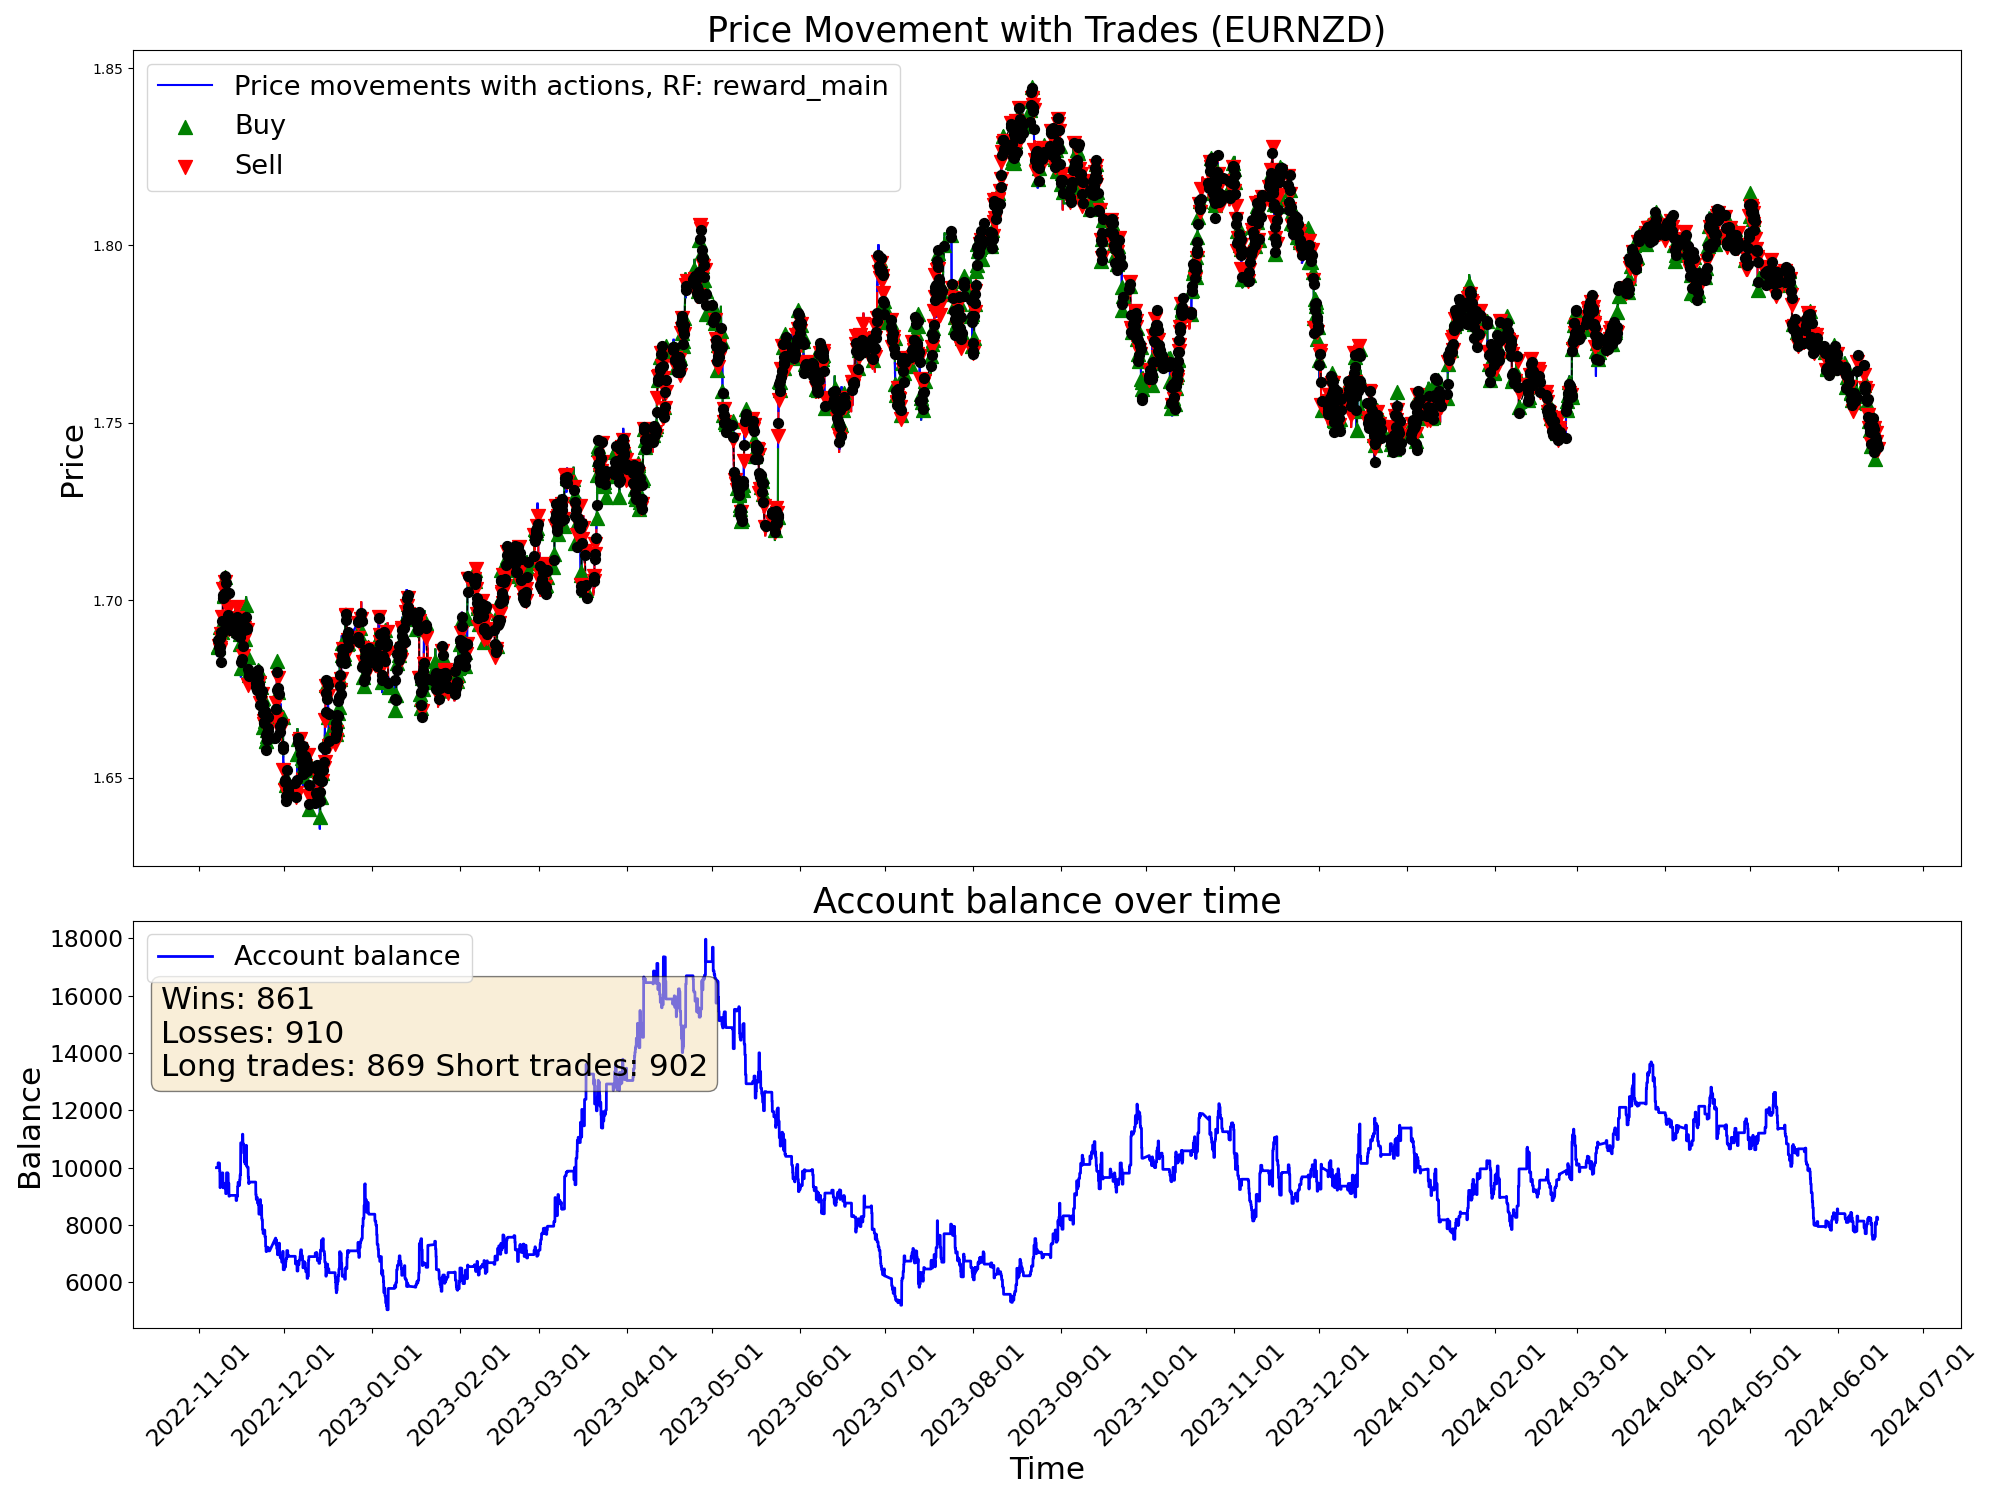 Price Movement with Trades (EURNZD)
Price movements with actions, RF: reward_main
Buy
Sell
Price
1.85
1.80
1.75
1.70
1.65
Account balance over time
Account balance
Wins: 861
Losses: 910
Long trades: 869 Short trades: 902
Balance
18000
16000
14000
12000
10000
8000
6000
2022-11-01
2022-12-01
2023-01-01
2023-02-01
2023-03-01
2023-04-01
2023-05-01
2023-06-01
2023-07-01
2023-08-01
2023-09-01
2023-10-01
2023-11-01
2023-12-01
2024-01-01
2024-02-01
2024-03-01
2024-04-01
2024-05-01
2024-06-01
2024-07-01
Time